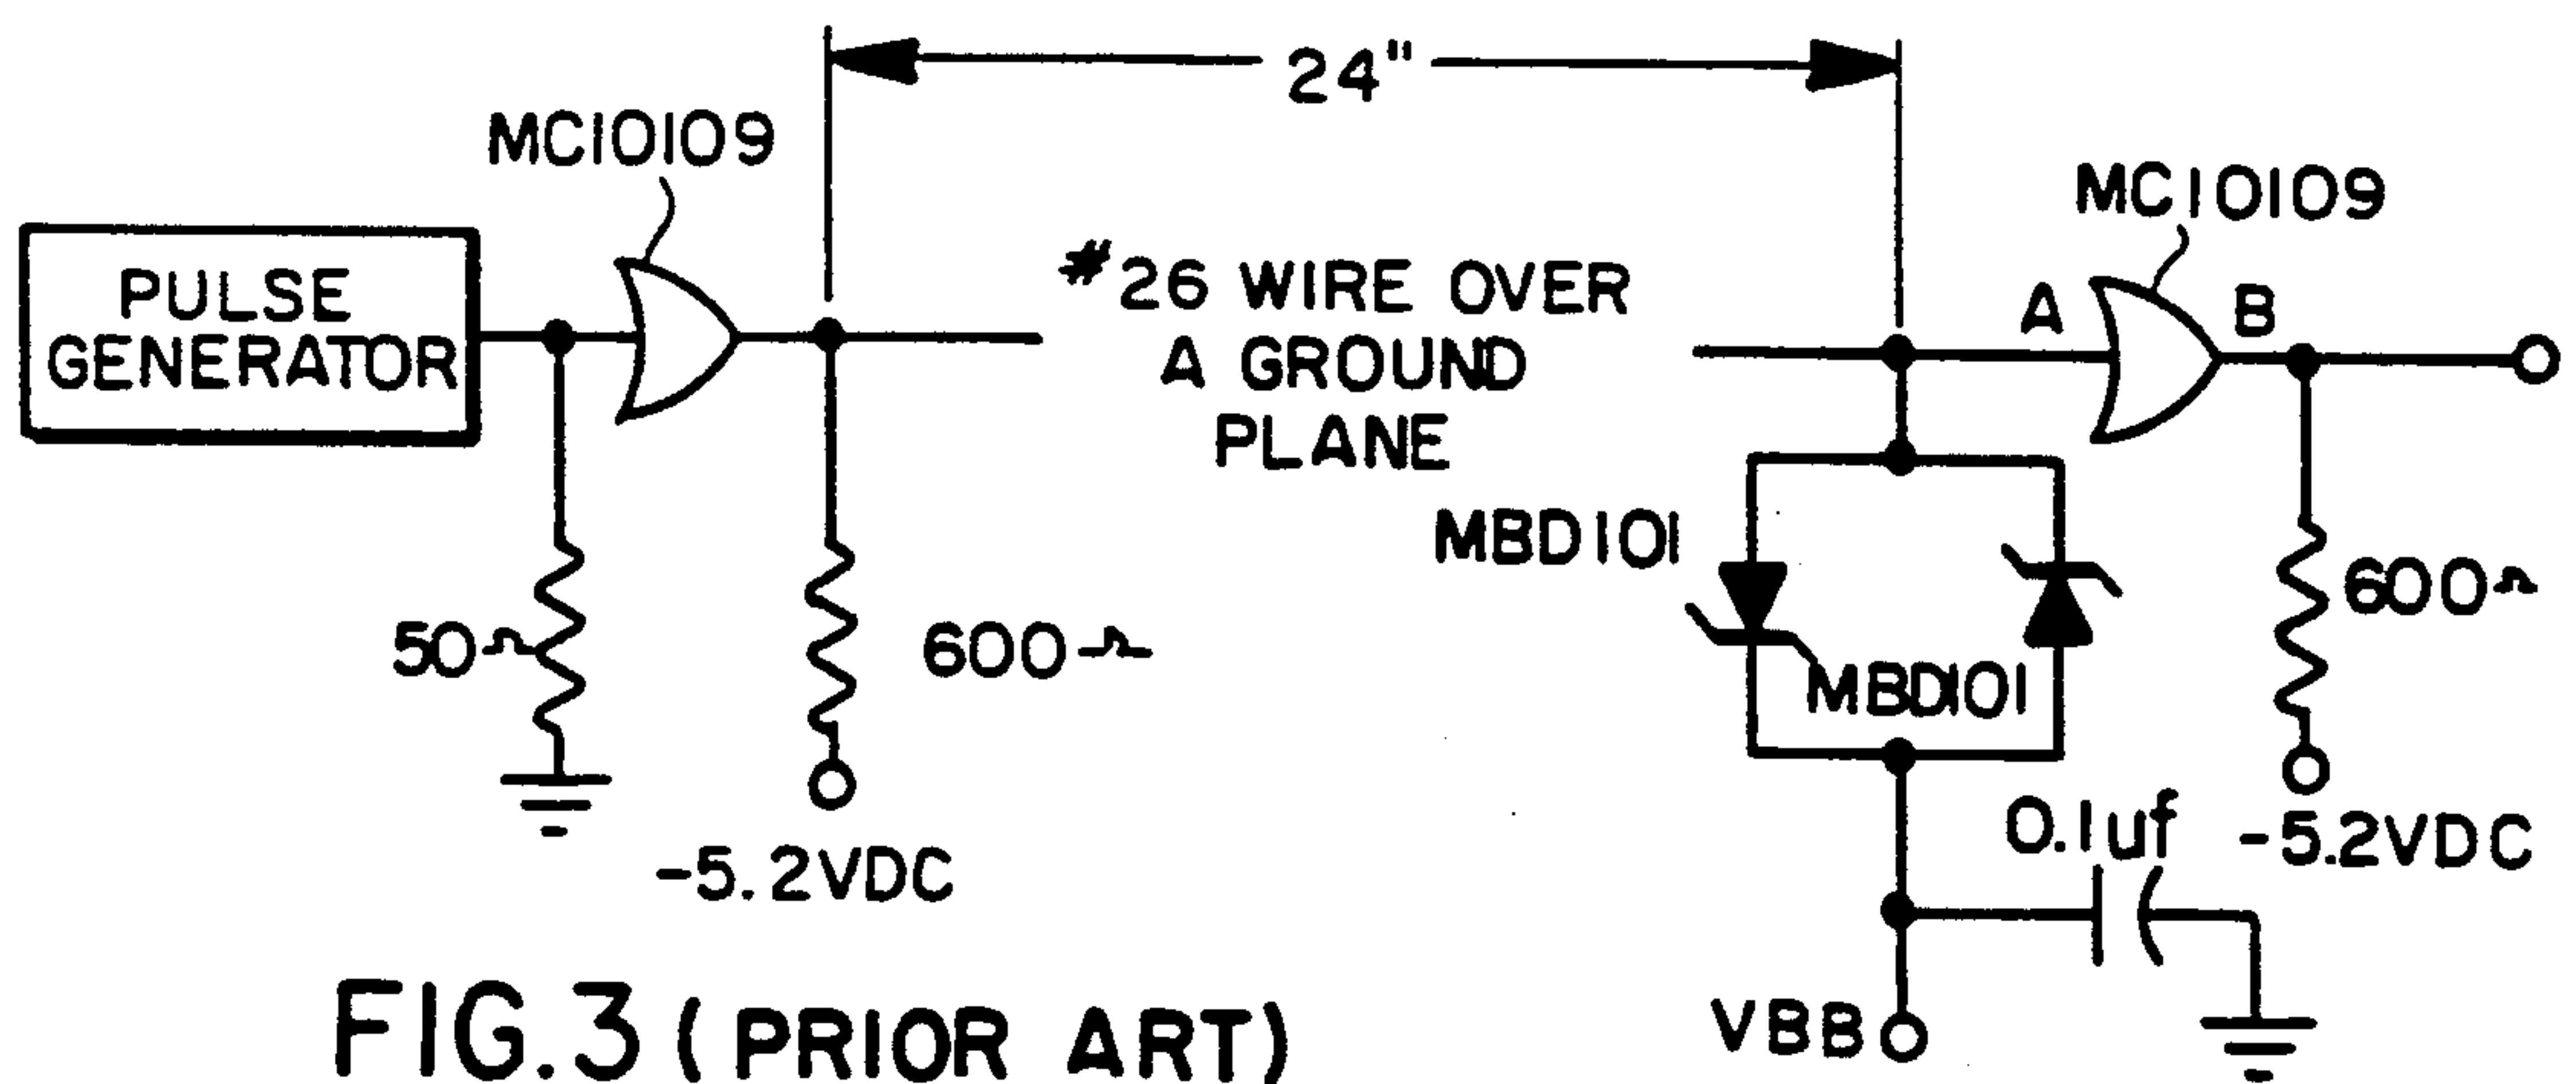 24"
MC10109
MC10109
PULSE
GENERATOR
#26 WIRE OVER
A GROUND
PLANE
A
B
MBD101
MBD101
50Ω
600Ω
600Ω
-5.2VDC
0.1uf
-5.2VDC
VBB
FIG.3 (PRIOR ART)